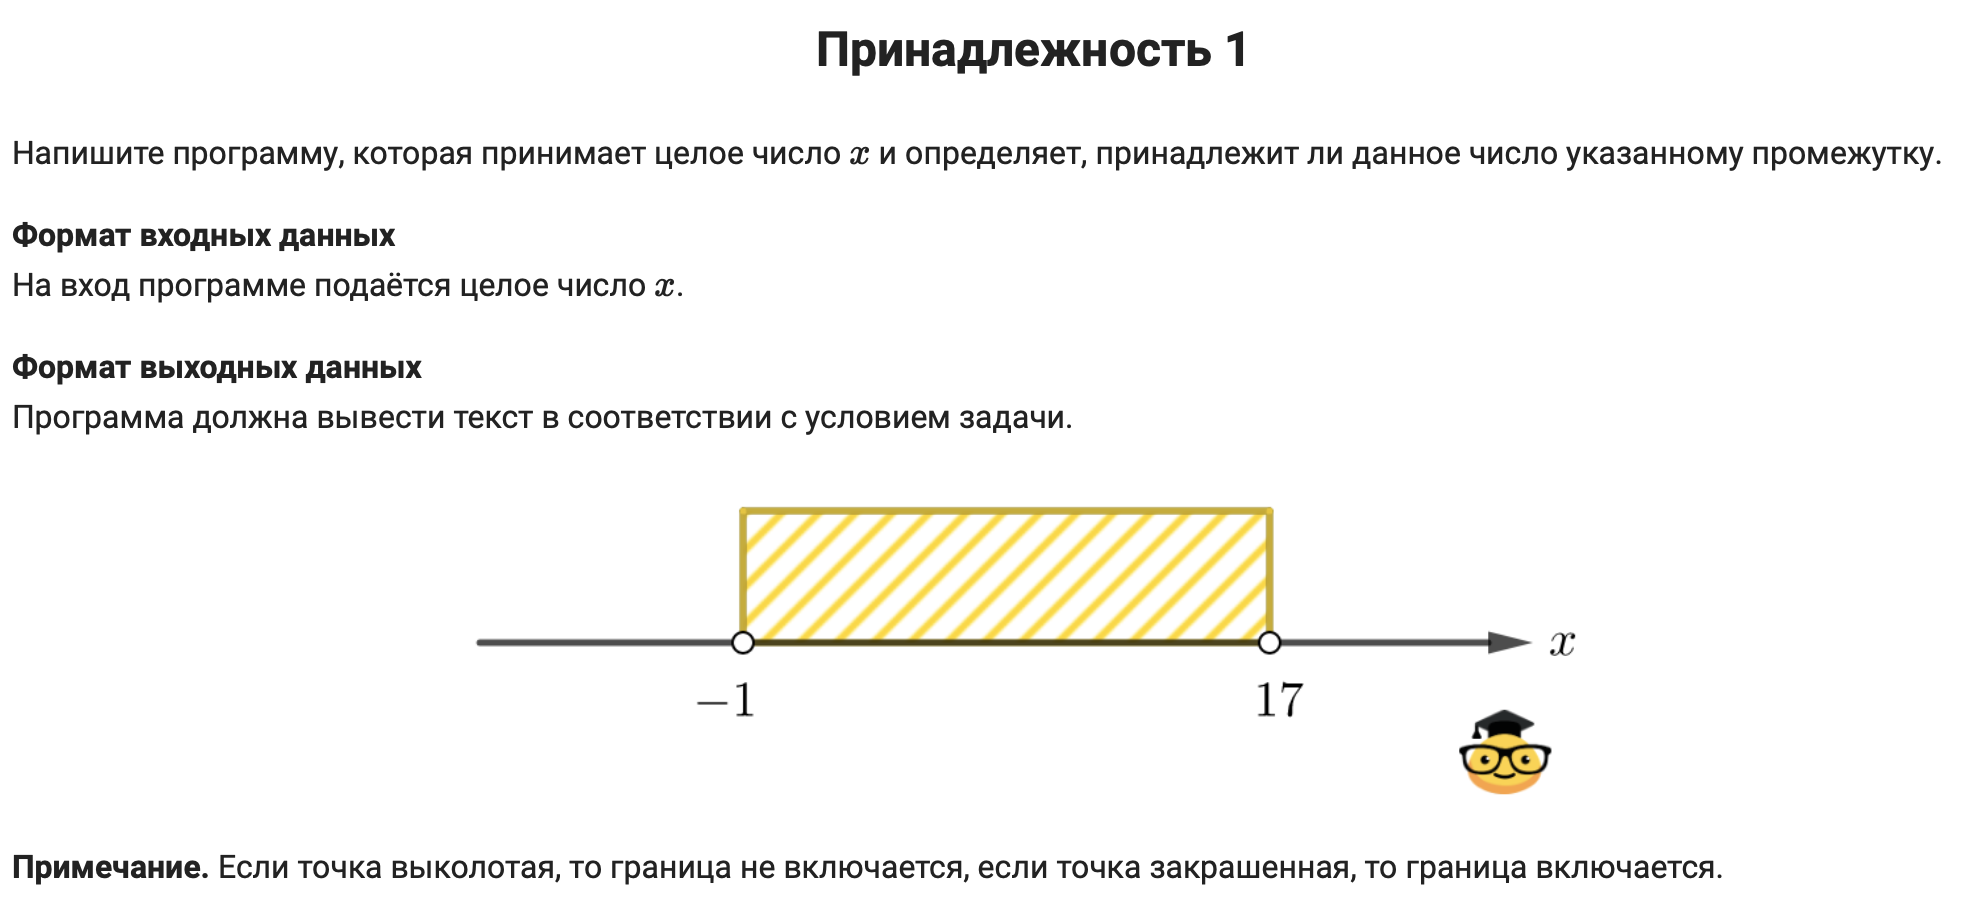 Принадлежность 1
Напишите программу, которая принимает целое число x и определяет, принадлежит ли данное число указанному промежутку.
Формат входных данных
На вход программе подаётся целое число x.
Формат выходных данных
Программа должна вывести текст в соответствии с условием задачи.
x
−1 17
Примечание. Если точка выколотая, то граница не включается, если точка закрашенная, то граница включается.